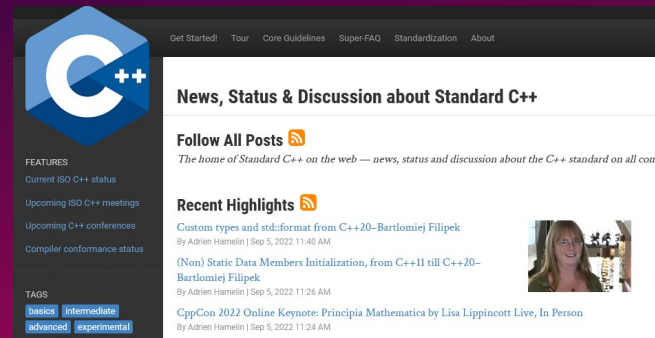 C++
Get Started! Tour Core Guidelines Super-FAQ Standardization About
News, Status & Discussion about Standard C++
Follow All Posts
The home of Standard C++ on the web — news, status and discussion about the C++ standard on all
FEATURES
Current ISO C++ status
Upcoming ISO C++ meetings
Upcoming C++ conferences
Compiler conformance status
TAGS
basics intermediate
advanced experimental
Recent Highlights
Custom types and std::format from C++20–Bartlomiej Filipek
By Adrien Hamelin | Sep 5, 2022 11:40 AM
(Non) Static Data Members Initialization, from C++11 till C++20–
Bartlomiej Filipek
By Adrien Hamelin | Sep 5, 2022 11:26 AM
CppCon 2022 Online Keynote: Principia Mathematica by Lisa Lippincott Live, In Person
By Adrien Hamelin | Sep 5, 2022 11:24 AM